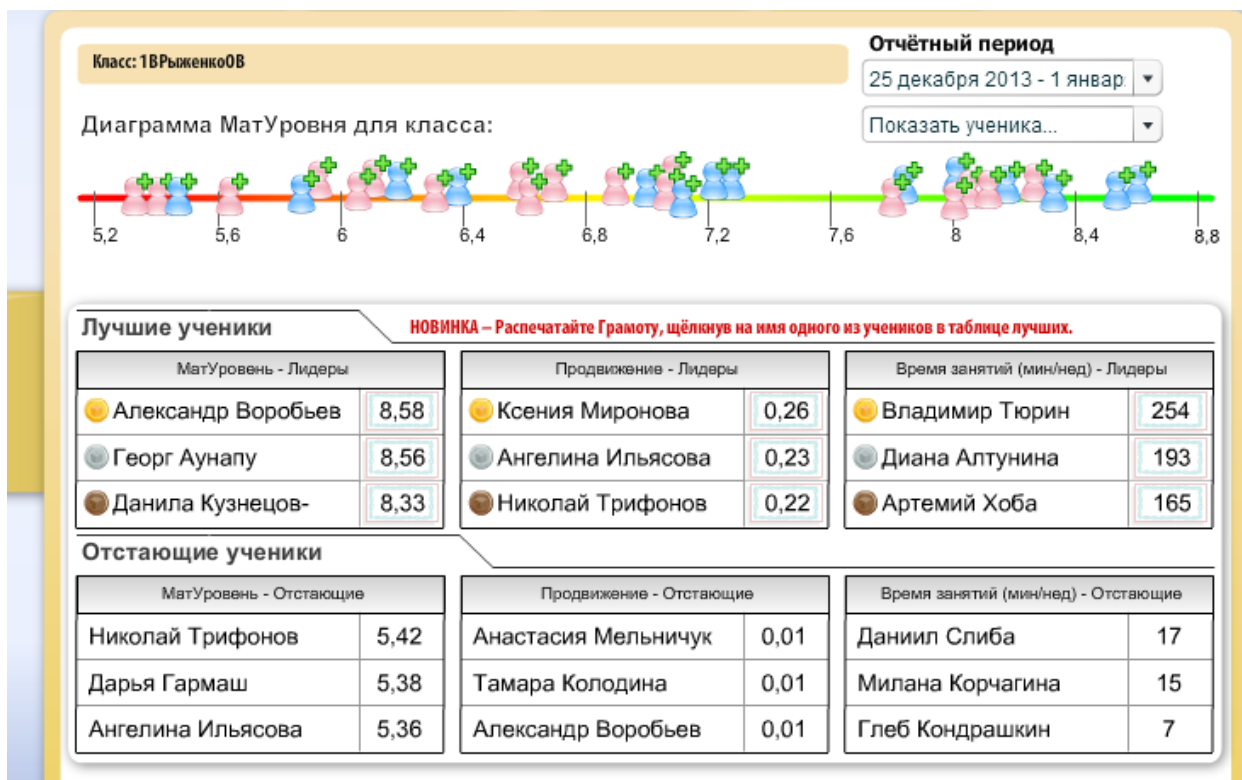 Класс: 1ВРыженкоОВ
Отчётный период
25 декабря 2013 - 1 январ
Диаграмма МатУровня для класса:
Показать ученика...
5,2 5,6 6 6,4 6,8 7,2 7,6 8 8,4 8,8
Лучшие ученики
НОВИНКА – Распечатайте Грамоту, щёлкнув на имя одного из учеников в таблице лучших.
МатУровень - Лидеры Продвижение - Лидеры Время занятий (мин/нед) - Лидеры
Александр Воробьев 8,58 Ксения Миронова 0,26 Владимир Тюрин 254
Георг Аунапу 8,56 Ангелина Ильясова 0,23 Диана Алтунина 193
Данила Кузнецов- 8,33 Николай Трифонов 0,22 Артемий Хоба 165
Отстающие ученики
МатУровень - Отстающие Продвижение - Отстающие Время занятий (мин/нед) - Отстающие
Николай Трифонов 5,42 Анастасия Мельничук 0,01 Даниил Слиба 17
Дарья Гармаш 5,38 Тамара Колодина 0,01 Милана Корчагина 15
Ангелина Ильясова 5,36 Александр Воробьев 0,01 Глеб Кондрашкин 7